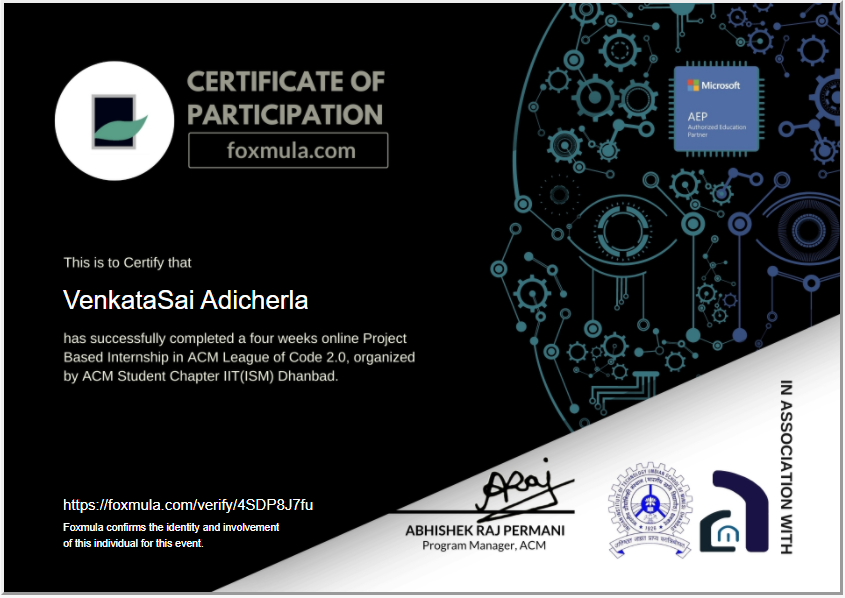 CERTIFICATE OF
PARTICIPATION
foxmula.com
Microsoft
AEP
Authorized Education
Partner
This is to Certify that
VenkataSai Adicherla
has successfully completed a four weeks online Project
Based Internship in ACM League of Code 2.0, organized
by ACM Student Chapter IIT(ISM) Dhanbad.
https://foxmula.com/verify/4SDP8J7fu
Foxmula confirms the identity and involvement
of this individual for this event.
ABHISHEK RAJ PERMANI
Program Manager, ACM
1926
IN ASSOCIATION WITH